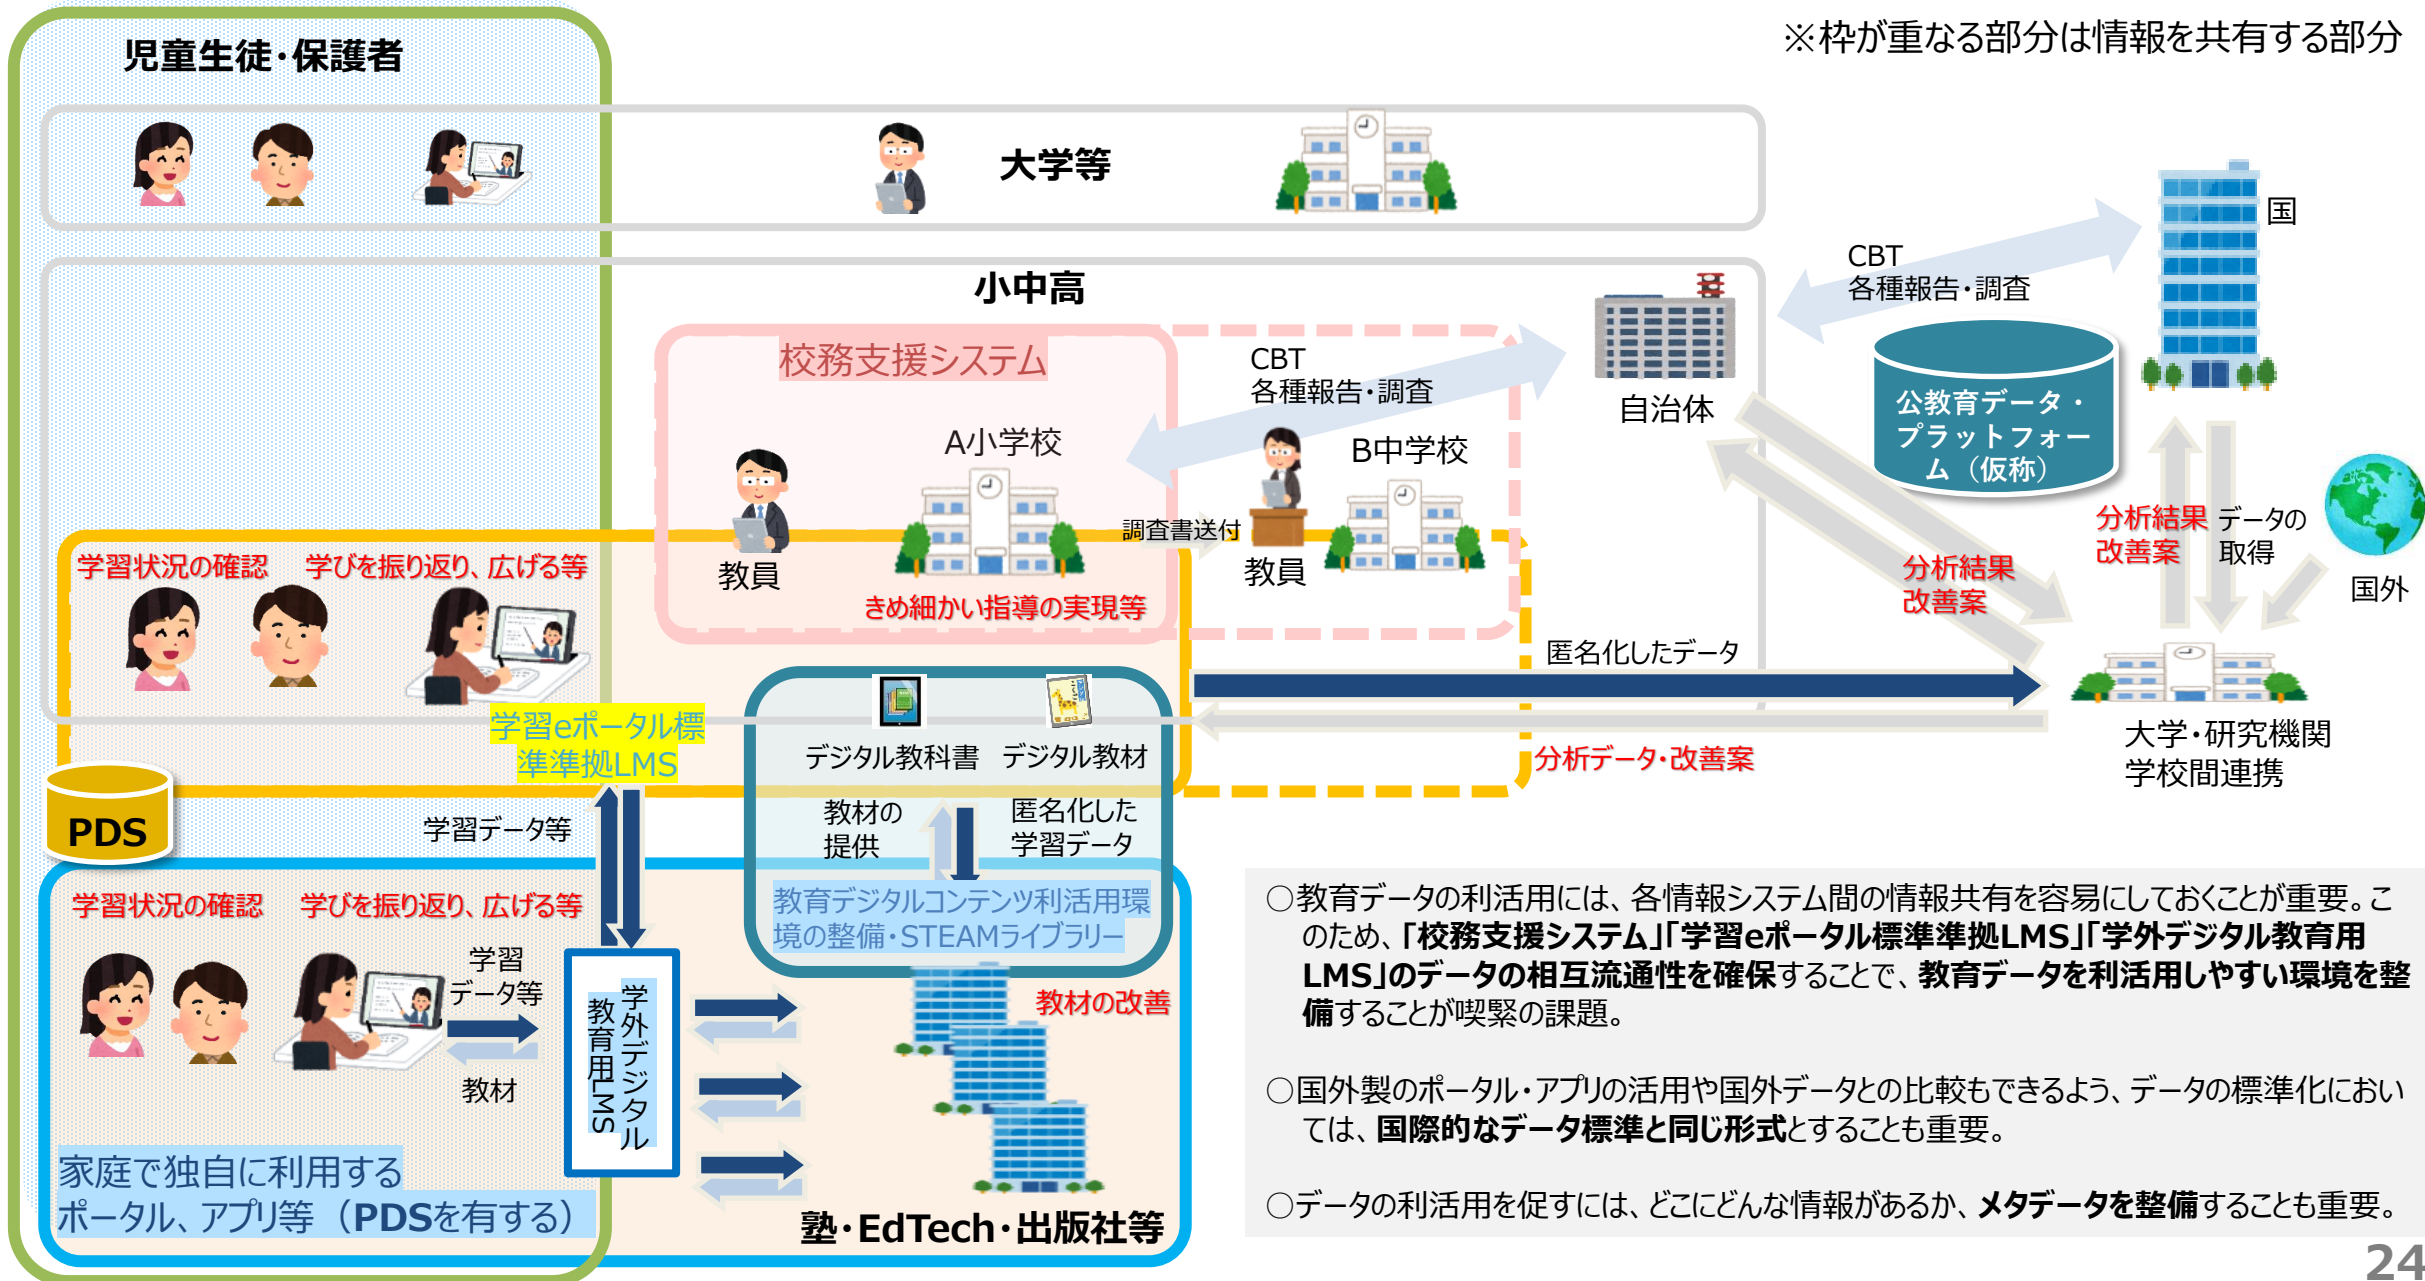 ※枠が重なる部分は情報を共有する部分
児童生徒・保護者
大学等
国
CBT
各種報告・調査
小中高
校務支援システム
CBT
各種報告・調査
自治体
公教育データ・
プラットフォー
ム（仮称）
A小学校
B中学校
調査書送付
教員
教員
きめ細かい指導の実現等
分析結果
改善案
データの
取得
分析結果
改善案
国外
学習状況の確認
学びを振り返り、広げる等
匿名化したデータ
学習eポータル標
準準拠LMS
デジタル教科書
デジタル教材
分析データ・改善案
大学・研究機関
学校間連携
PDS
学習データ等
教材の
提供
匿名化した
学習データ
教育デジタルコンテンツ利活用環
境の整備・STEAMライブラリー
学習状況の確認
学びを振り返り、広げる等
学習
データ等
教材
学外デジタル
教育用LMS
教材の改善
家庭で独自に利用する
ポータル、アプリ等（PDSを有する）
塾・EdTech・出版社等
○教育データの利活用には、各情報システム間の情報共有を容易にしておくことが重要。こ
のため、「校務支援システム」「学習eポータル標準準拠LMS」「学外デジタル教育用
LMS」のデータの相互流通性を確保することで、教育データを利活用しやすい環境を整
備することが喫緊の課題。
○国外製のポータル・アプリの活用や国外データとの比較もできるよう、データの標準化におい
ては、国際的なデータ標準と同じ形式とすることも重要。
○データの利活用を促すには、どこにどんな情報があるか、メタデータを整備することも重要。
24